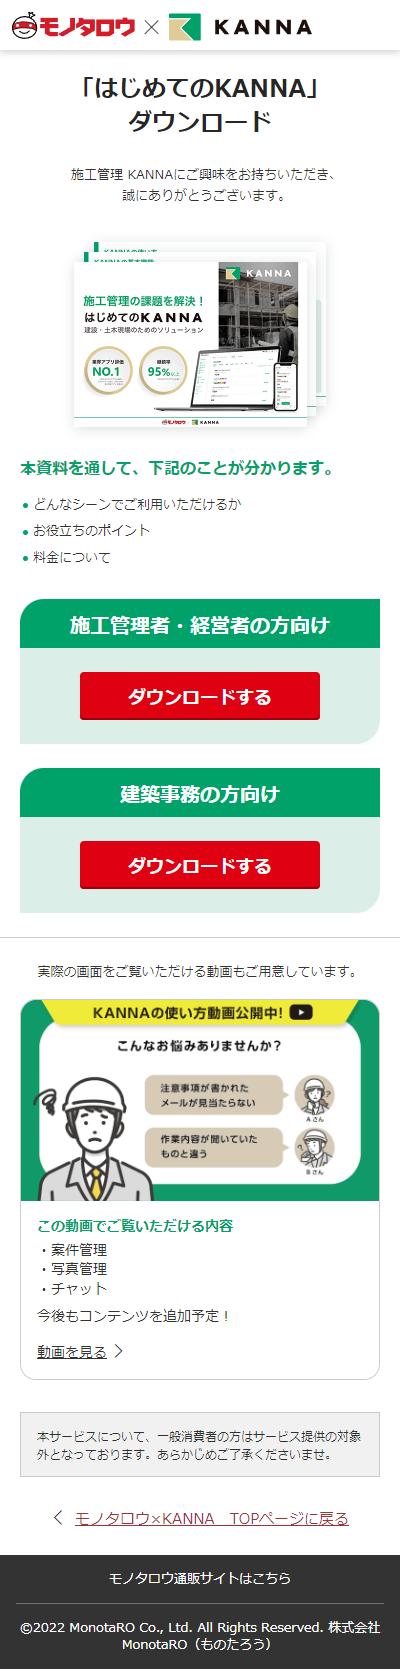 モノタロウ × KANNA
「はじめてのKANNA」
ダウンロード
施工管理 KANNAにご興味をお持ちいただき、
誠にありがとうございます。
KANNA
施工管理の課題を解決！
はじめてのKANNA
建設・土木現場のためのソリューション
業界アプリ評価
NO.1
継続率
95%以上
モノタロウ × KANNA
本資料を通して、下記のことが分かります。
どんなシーンでご利用いただけるか
お役立ちのポイント
料金について
施工管理者・経営者の方向け
ダウンロードする
建築事務の方向け
ダウンロードする
実際の画面をご覧いただける動画もご用意しています。
KANNAの使い方動画公開中!
こんなお悩みありませんか？
注意事項が書かれた
メールが見当たらない
Aさん
作業内容が聞いていた
ものと違う
Bさん
この動画でご覧いただける内容
・案件管理
・写真管理
・チャット
今後もコンテンツを追加予定！
動画を見る
本サービスについて、一般消費者の方はサービス提供の対象
外となっております。あらかじめご了承くださいませ。
モノタロウ×KANNA　TOPページに戻る
モノタロウ通販サイトはこちら
©2022 MonotaRO Co., Ltd. All Rights Reserved. 株式会社
MonotaRO（ものたろう）